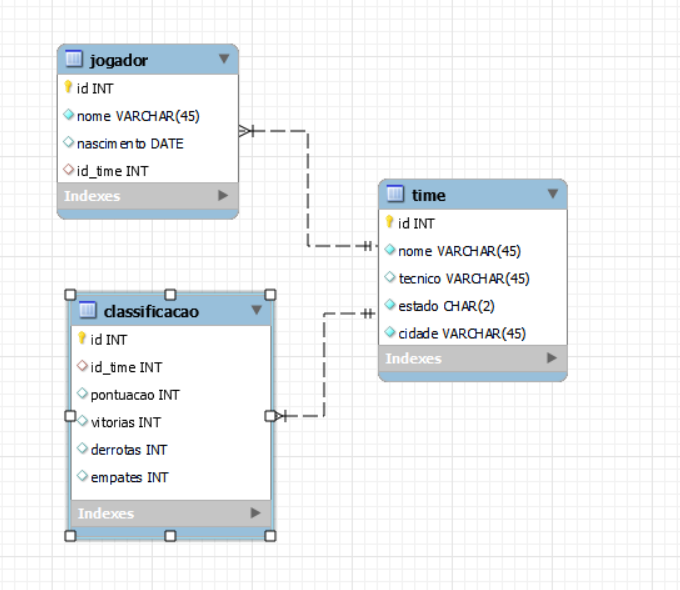 jogador
id INT
nome VARCHAR(45)
nascimento DATE
id_time INT
Indexes
time
id INT
nome VARCHAR(45)
tecnico VARCHAR(45)
estado CHAR(2)
cidade VARCHAR(45)
Indexes
classificacao
id INT
id_time INT
pontuacao INT
vitorias INT
derrotas INT
empates INT
Indexes